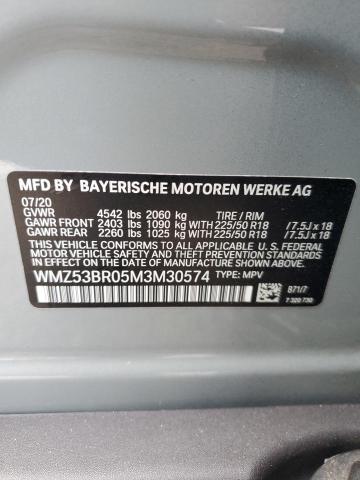 MFD BY BAYERISCHE MOTOREN WERKE AG
07/20
GVWR 4542 lbs 2060 kg TIRE / RIM
GAWR FRONT 2403 lbs 1090 kg WITH 225/50 R18 /7.5J x 18
GAWR REAR 2260 lbs 1025 kg WITH 225/50 R18 /7.5J x 18
THIS VEHICLE CONFORMS TO ALL APPLICABLE U.S. FEDERAL
MOTOR VEHICLE SAFETY, BUMPER, AND THEFT PREVENTION
STANDARDS IN EFFECT ON THE DATE OF MANUFACTURE SHOWN
ABOVE.
WMZ53BR05M3M30574 TYPE: MPV
871/7
7 320 730